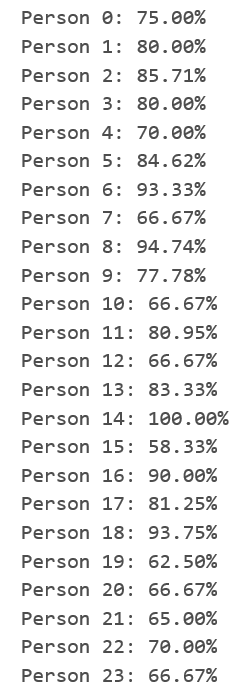 Person 0: 75.00%
Person 1: 80.00%
Person 2: 85.71%
Person 3: 80.00%
Person 4: 70.00%
Person 5: 84.62%
Person 6: 93.33%
Person 7: 66.67%
Person 8: 94.74%
Person 9: 77.78%
Person 10: 66.67%
Person 11: 80.95%
Person 12: 66.67%
Person 13: 83.33%
Person 14: 100.00%
Person 15: 58.33%
Person 16: 90.00%
Person 17: 81.25%
Person 18: 93.75%
Person 19: 62.50%
Person 20: 66.67%
Person 21: 65.00%
Person 22: 70.00%
Person 23: 66.67%